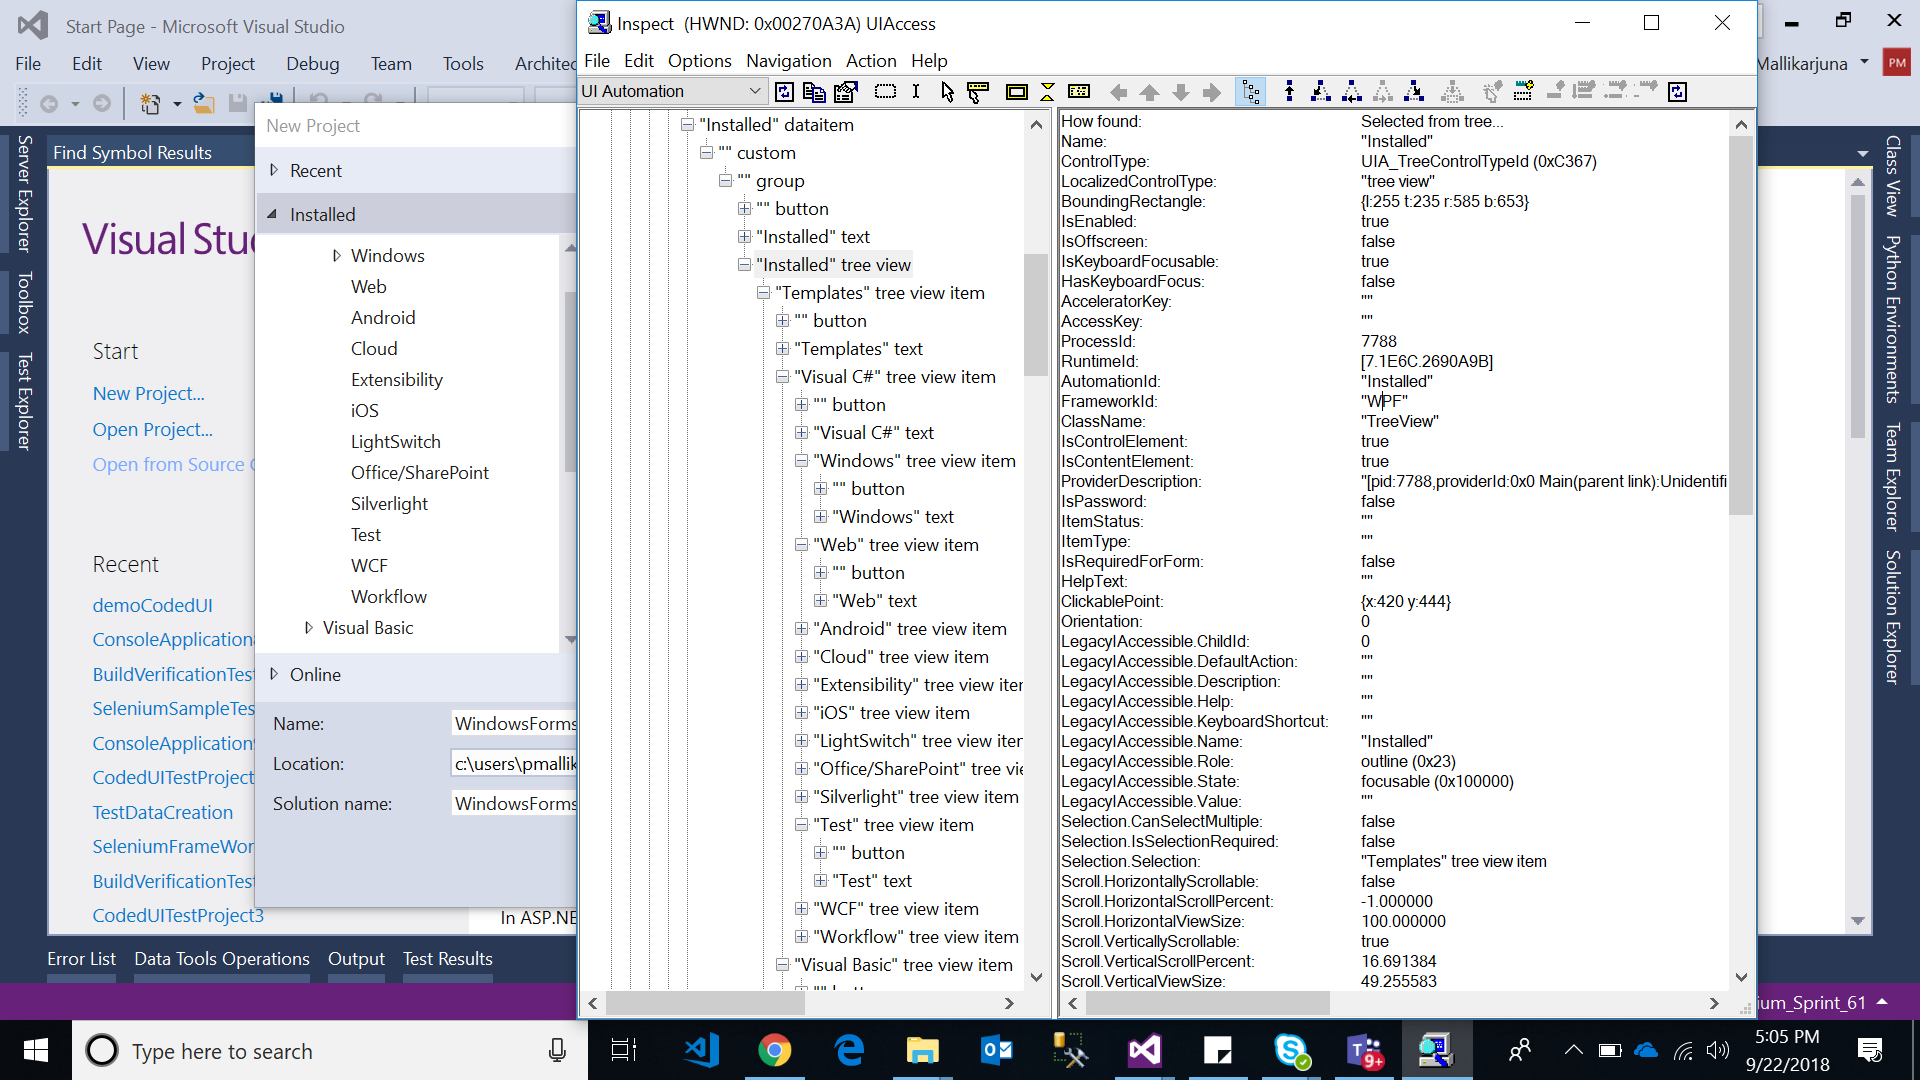 Start Page - Microsoft Visual Studio
File Edit View Project Debug Team Tools Architec
Mallikarjuna
PM
Server Explorer
Toolbox
Test Explorer
Find Symbol Results
Visual Stu
Start
New Project...
Open Project...
Open from Source C
Recent
demoCodedUI
ConsoleApplication
BuildVerificationTest
SeleniumSampleTes
ConsoleApplication
CodedUITestProject
TestDataCreation
SeleniumFrameWor
BuildVerificationTest
CodedUITestProject3
In ASP.NE
New Project
Recent
Installed
Windows
Web
Android
Cloud
Extensibility
iOS
LightSwitch
Office/SharePoint
Silverlight
Test
WCF
Workflow
Visual Basic
Online
Name: WindowsForms
Location: c:\users\pmallik
Solution name: WindowsForms
Error List Data Tools Operations Output Test Results
Inspect (HWND: 0x00270A3A) UIAccess
File Edit Options Navigation Action Help
UI Automation
"Installed" dataitem
"" custom
"" group
"" button
"Installed" text
"Installed" tree view
"Templates" tree view item
"" button
"Templates" text
"Visual C#" tree view item
"" button
"Visual C#" text
"Windows" tree view item
"" button
"Windows" text
"Web" tree view item
"" button
"Web" text
"Android" tree view item
"Cloud" tree view item
"Extensibility" tree view iter
"iOS" tree view item
"LightSwitch" tree view iter
"Office/SharePoint" tree vie
"Silverlight" tree view item
"Test" tree view item
"" button
"Test" text
"WCF" tree view item
"Workflow" tree view item
"Visual Basic" tree view item
How found: Selected from tree...
Name: "Installed"
ControlType: UIA_TreeControlTypeId (0xC367)
LocalizedControlType: "tree view"
BoundingRectangle: {l:255 t:235 r:585 b:653}
IsEnabled: true
IsOffscreen: false
IsKeyboardFocusable: true
HasKeyboardFocus: false
AcceleratorKey: ""
AccessKey: ""
ProcessId: 7788
RuntimeId: [7.1E6C.2690A9B]
AutomationId: "Installed"
FrameworkId: "WPF"
ClassName: "TreeView"
IsControlElement: true
IsContentElement: true
ProviderDescription: "[pid:7788,providerId:0x0 Main(parent link):Unidentifi
IsPassword: false
ItemStatus: ""
ItemType: ""
IsRequiredForForm: false
HelpText: ""
ClickablePoint: {x:420 y:444}
Orientation: 0
LegacyIAccessible.ChildId: 0
LegacyIAccessible.DefaultAction: ""
LegacyIAccessible.Description: ""
LegacyIAccessible.Help: ""
LegacyIAccessible.KeyboardShortcut: ""
LegacyIAccessible.Name: "Installed"
LegacyIAccessible.Role: outline (0x23)
LegacyIAccessible.State: focusable (0x100000)
LegacyIAccessible.Value: ""
Selection.CanSelectMultiple: false
Selection.IsSelectionRequired: false
Selection.Selection: "Templates" tree view item
Scroll.HorizontallyScrollable: false
Scroll.HorizontalScrollPercent: -1.000000
Scroll.HorizontalViewSize: 100.000000
Scroll.VerticallyScrollable: true
Scroll.VerticalScrollPercent: 16.691384
Scroll.VerticalViewSize: 49.255583
Class View
Python Environments
Team Explorer
Solution Explorer
ium_Sprint_61
Type here to search
9+
5:05 PM
9/22/2018